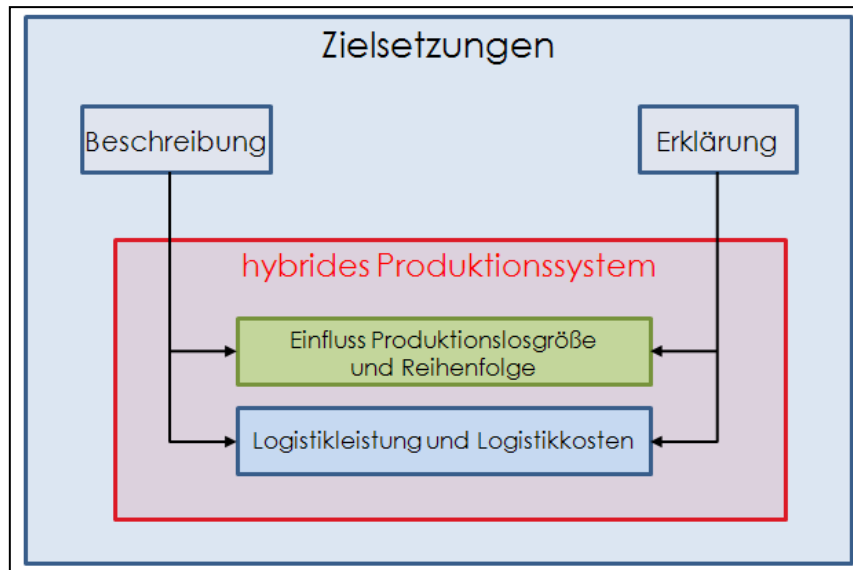 Zielsetzungen
Beschreibung
Erklärung
hybrides Produktionssystem
Einfluss Produktionslosgröße
und Reihenfolge
Logistikleistung und Logistikkosten